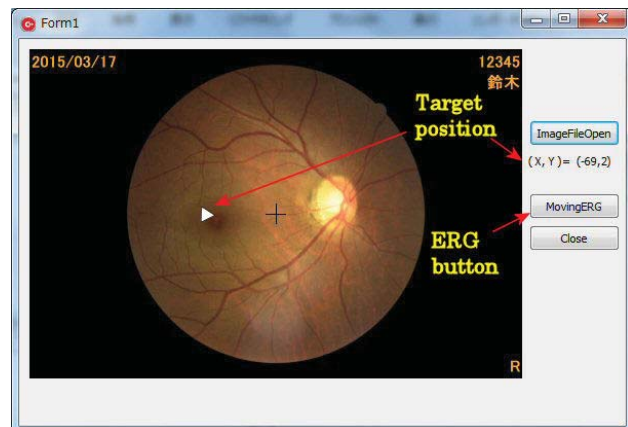 Form1
2015/03/17
12345
鈴木
Target
position
ImageFileOpen
(X, Y)= (-69,2)
MovingERG
ERG
button
Close
R